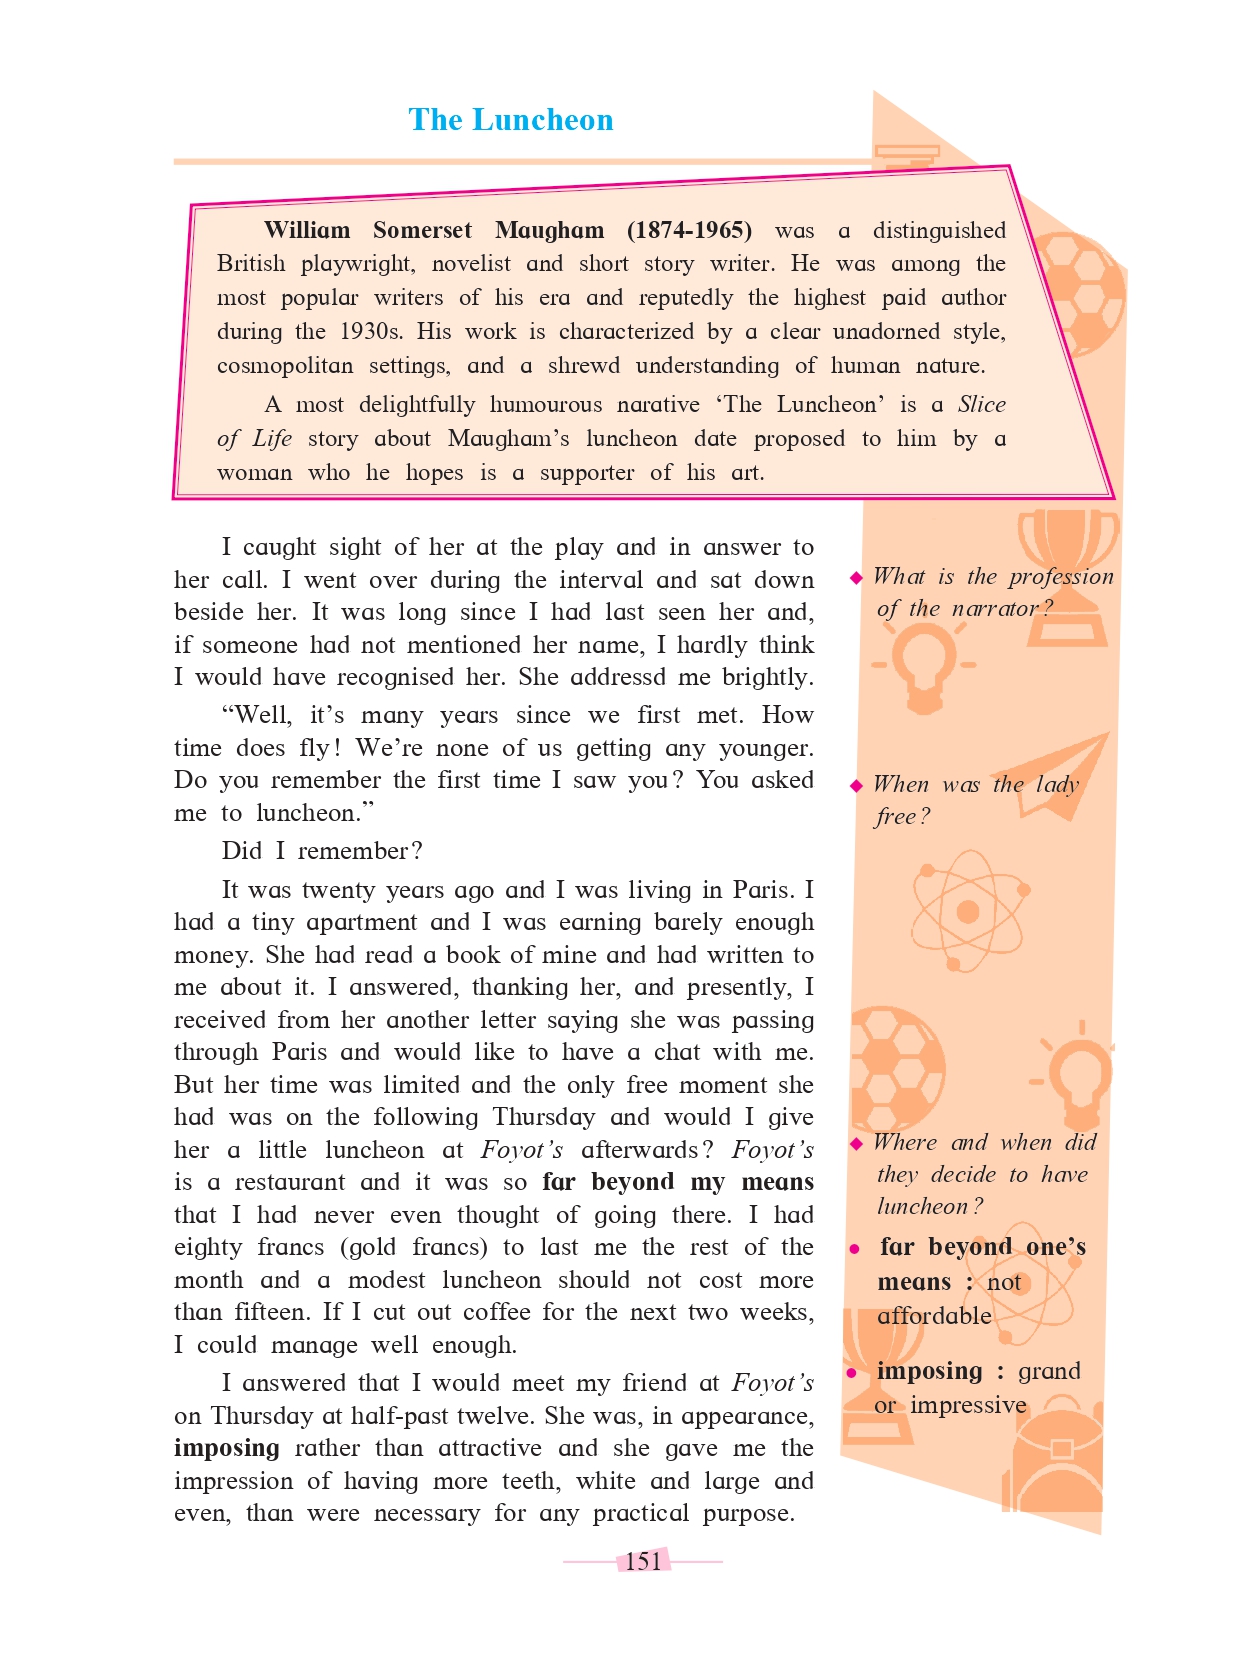 The Luncheon
William Somerset Maugham (1874-1965) was a distinguished
British playwright, novelist and short story writer. He was among the
most popular writers of his era and reputedly the highest paid author
during the 1930s. His work is characterized by a clear unadorned style,
cosmopolitan settings, and a shrewd understanding of human nature.
A most delightfully humourous narative ‘The Luncheon’ is a Slice
of Life story about Maugham’s luncheon date proposed to him by a
woman who he hopes is a supporter of his art.
I caught sight of her at the play and in answer to
her call. I went over during the interval and sat down
beside her. It was long since I had last seen her and,
if someone had not mentioned her name, I hardly think
I would have recognised her. She addressd me brightly.
“Well, it’s many years since we first met. How
time does fly! We’re none of us getting any younger.
Do you remember the first time I saw you? You asked
me to luncheon.”
Did I remember?
It was twenty years ago and I was living in Paris. I
had a tiny apartment and I was earning barely enough
money. She had read a book of mine and had written to
me about it. I answered, thanking her, and presently, I
received from her another letter saying she was passing
through Paris and would like to have a chat with me.
But her time was limited and the only free moment she
had was on the following Thursday and would I give
her a little luncheon at Foyot’s afterwards? Foyot’s
is a restaurant and it was so far beyond my means
that I had never even thought of going there. I had
eighty francs (gold francs) to last me the rest of the
month and a modest luncheon should not cost more
than fifteen. If I cut out coffee for the next two weeks,
I could manage well enough.
I answered that I would meet my friend at Foyot’s
on Thursday at half-past twelve. She was, in appearance,
imposing rather than attractive and she gave me the
impression of having more teeth, white and large and
even, than were necessary for any practical purpose.
◆ What is the profession
of the narrator?
◆ When was the lady
free?
◆ Where and when did
they decide to have
luncheon?
● far beyond one’s
means : not
affordable
● imposing : grand
or impressive
151